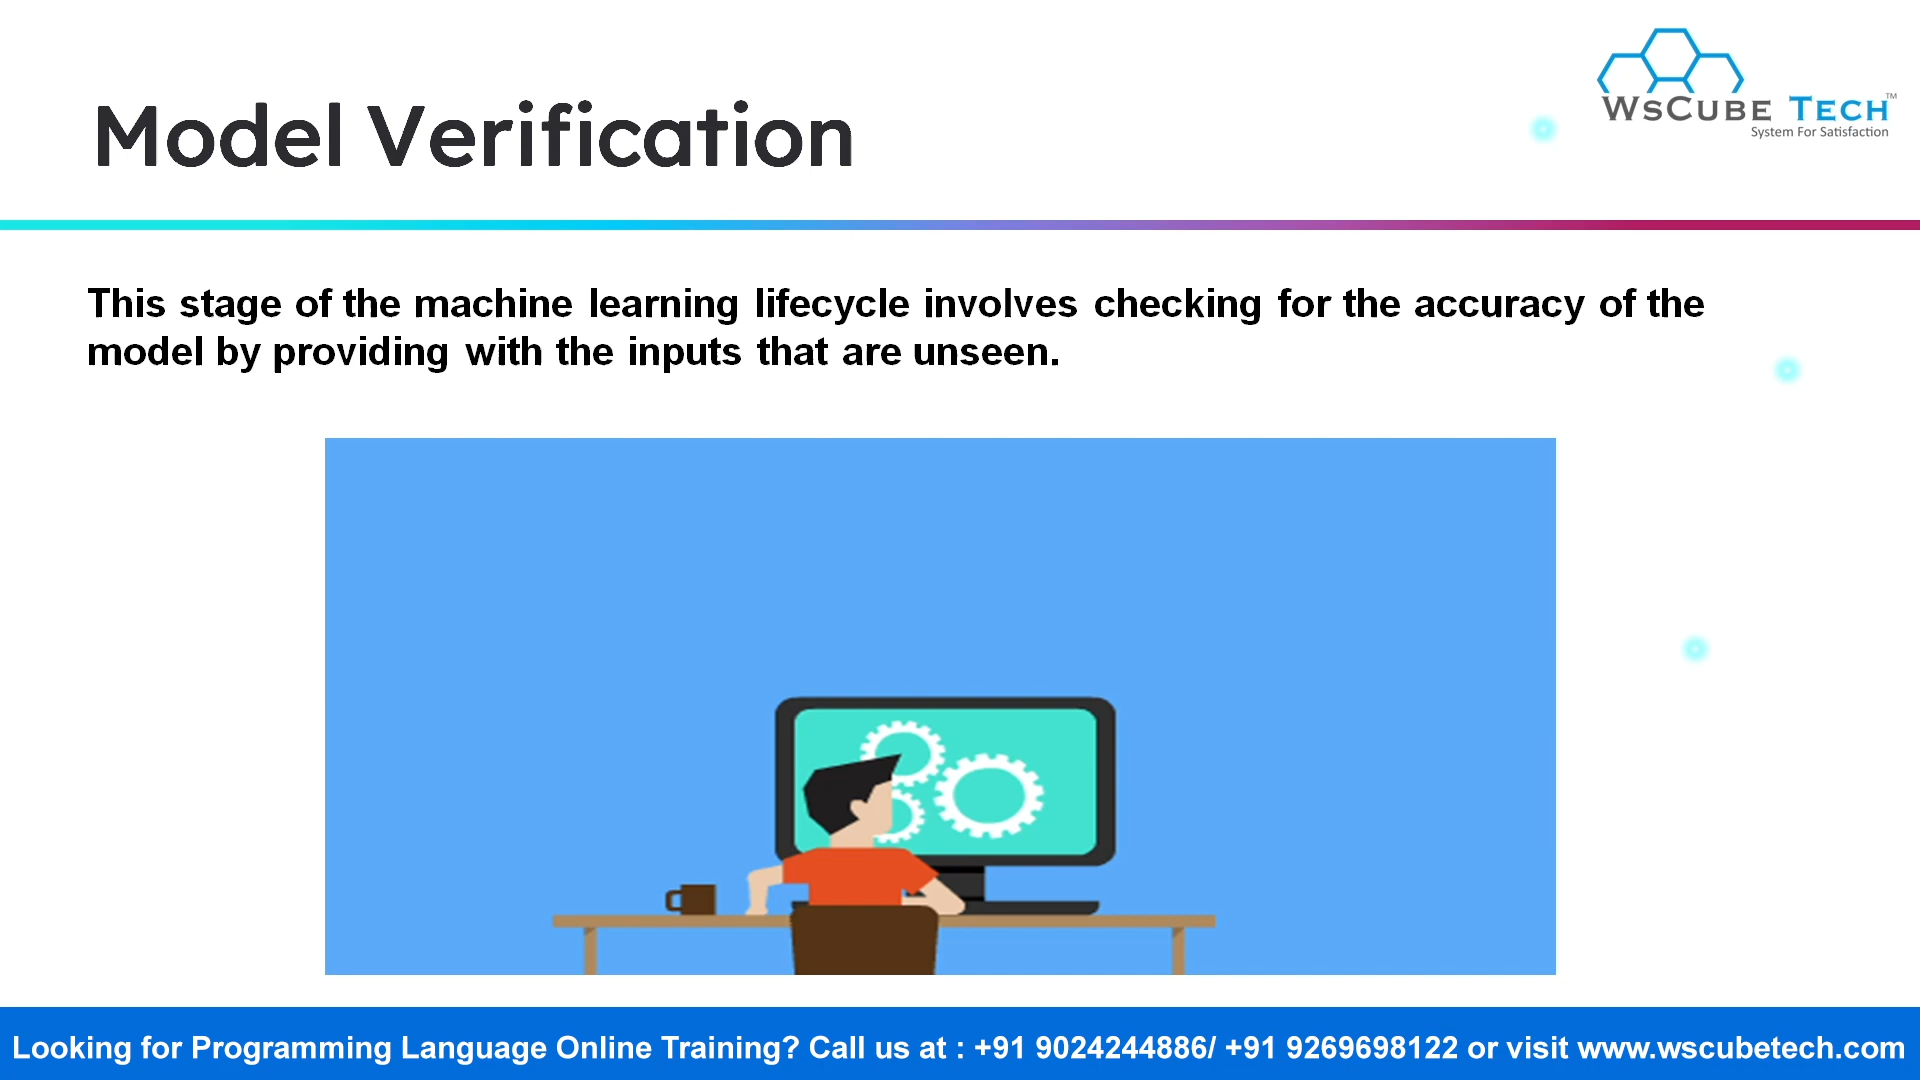 WsCube Tech™
System For Satisfaction
Model Verification
This stage of the machine learning lifecycle involves checking for the accuracy of the
model by providing with the inputs that are unseen.
Looking for Programming Language Online Training? Call us at : +91 9024244886/ +91 9269698122 or visit www.wscubetech.com